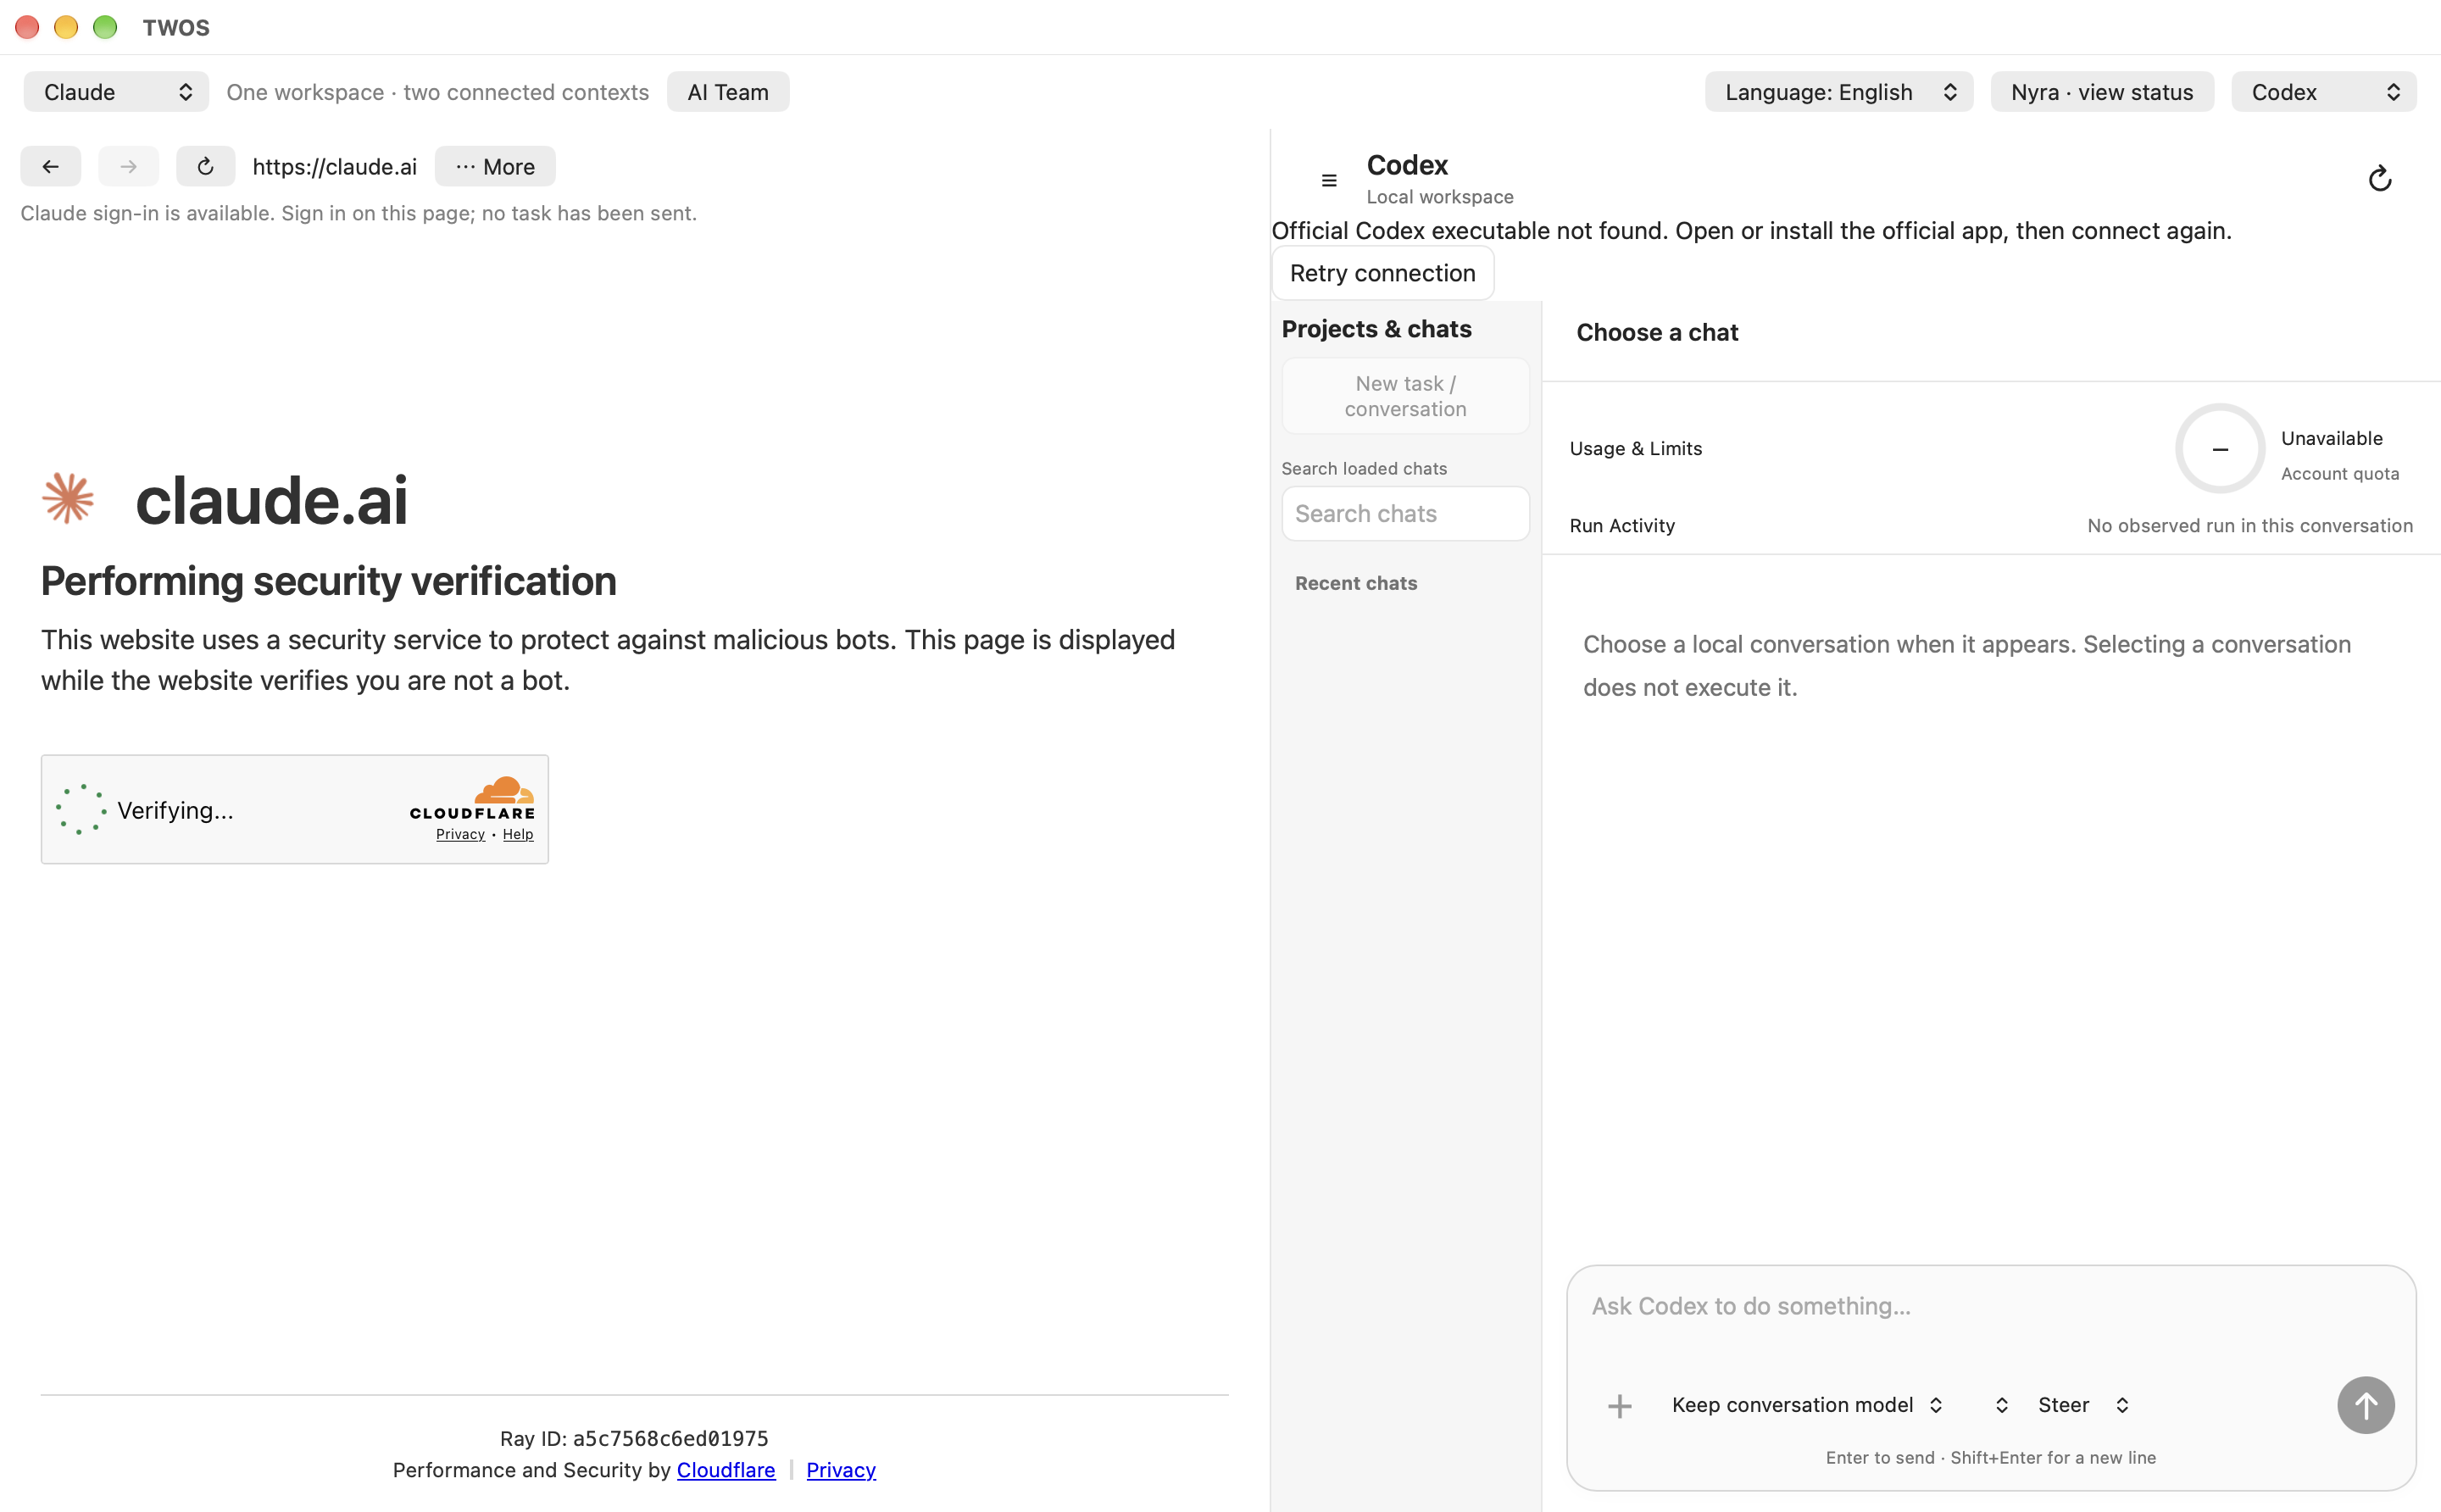 TWOS
Claude
One workspace · two connected contexts
AI Team
Language: English
Nyra · view status
Codex
https://claude.ai
··· More
Claude sign-in is available. Sign in on this page; no task has been sent.
claude.ai
Performing security verification
This website uses a security service to protect against malicious bots. This page is displayed
while the website verifies you are not a bot.
Verifying...
CLOUDFLARE
Privacy • Help
Ray ID: a5c7568c6ed01975
Performance and Security by Cloudflare | Privacy
Codex
Local workspace
Official Codex executable not found. Open or install the official app, then connect again.
Retry connection
Projects & chats
New task /
conversation
Search loaded chats
Search chats
Recent chats
Choose a chat
Usage & Limits
–
Unavailable
Account quota
Run Activity
No observed run in this conversation
Choose a local conversation when it appears. Selecting a conversation
does not execute it.
Ask Codex to do something...
Keep conversation model
Steer
Enter to send · Shift+Enter for a new line